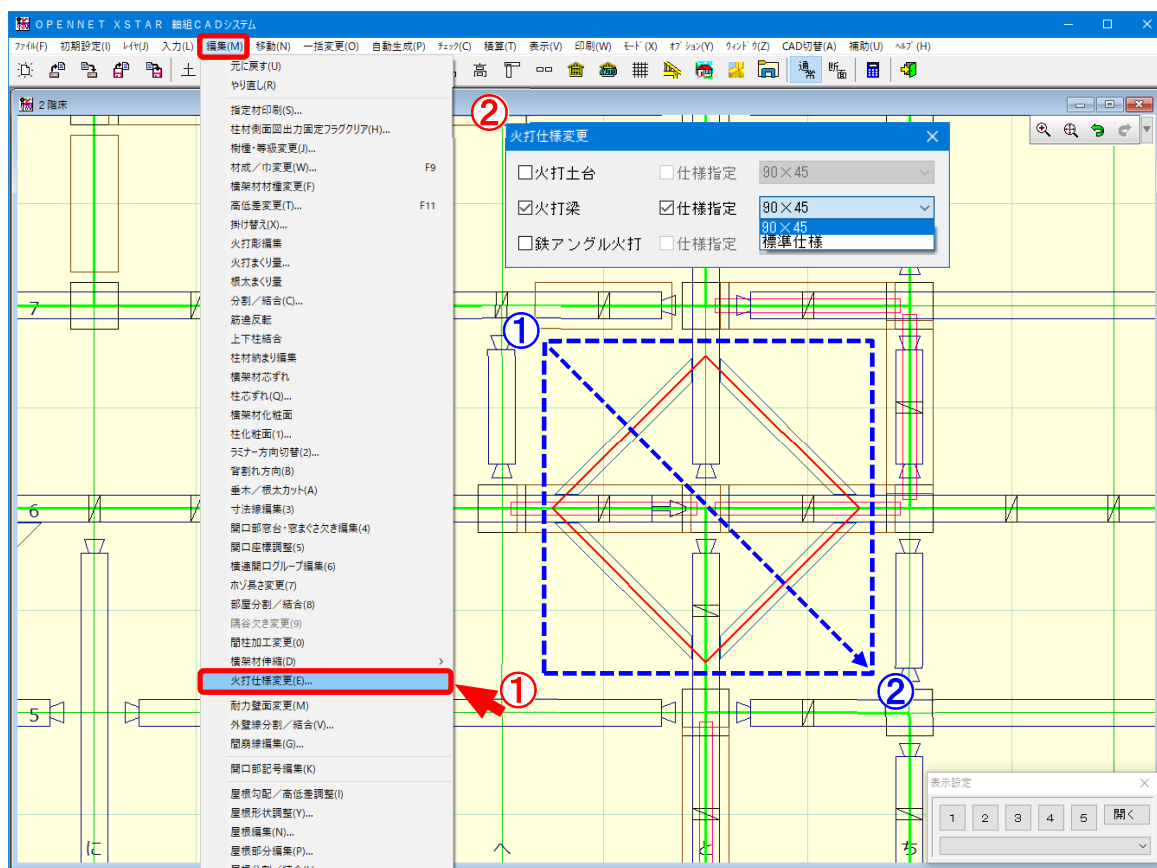 OPENNET XSTAR 軸組CADシステム
ファイル(F) 初期設定(I) レイヤ(J) 入力(L) 編集(M) 移動(N) 一括変更(O) 自動生成(P) チェック(C) 積算(T) 表示(V) 印刷(W) モード(X) オプション(Y) ウィンドウ(Z) CAD切替(A) 補助(U) ヘルプ(H)
土 高 通常 断面
2階床
元に戻す(U)
やり直し(R)
指定材印刷(S)...
柱材側面図出力固定フラグクリア(H)...
樹種・等級変更(J)...
材成/巾変更(W)... F9
横架材材種変更(F)
高低差変更(T)... F11
掛け替え(X)...
火打彫編集
火打まくり量...
根太まくり量
分割/結合(C)...
筋違反転
上下柱結合
柱材納まり編集
横架材芯ずれ
柱芯ずれ(Q)...
横架材化粧面
柱化粧面(1)...
ラミナー方向切替(2)...
背割れ方向(B)
垂木/根太カット(A)
寸法線編集(3)
開口部窓台・窓まぐさ欠き編集(4)
開口座標調整(5)
横連開口グループ編集(6)
ホゾ長さ変更(7)
部屋分割/結合(8)
隅谷欠き変更(9)
間柱加工変更(0)
横架材伸縮(D) >
火打仕様変更(E)...
耐力壁面変更(M)
外壁線分割/結合(V)...
間崩線編集(G)...
開口部記号編集(K)
屋根勾配/高低差調整(I)
屋根形状調整(Y)...
屋根編集(N)...
屋根部分編集(P)...
屋根分割/結合(L)...
②
火打仕様変更
火打土台 仕様指定 90×45
火打梁 仕様指定 90×45
90×45
標準仕様
鉄アングル火打 仕様指定
①
②
①
7
6
5
に
へ
と
ち
表示設定
1 2 3 4 5 開く